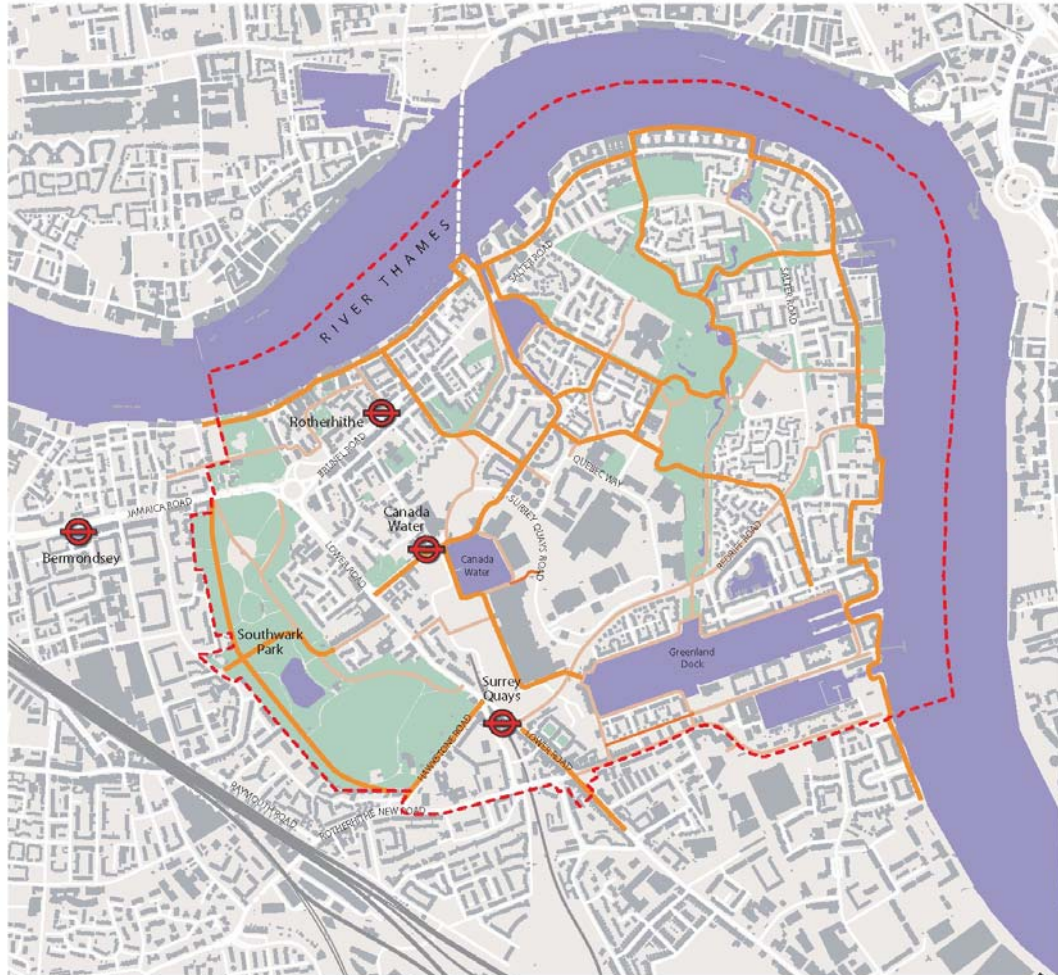 RIVER THAMES
SALTER ROAD
SALTER ROAD
Rotherhithe
BRUNEL ROAD
QUEBEC WAY
JAMAICA ROAD
Bermondsey
Canada
Water
SURREY QUAYS ROAD
LOWER ROAD
Canada
Water
REDRIFF ROAD
Southwark
Park
Greenland
Dock
Surrey
Quays
HAWKSTONE ROAD
LOWER ROAD
RAYMOUTH ROAD
ROTHERHITHE NEW ROAD